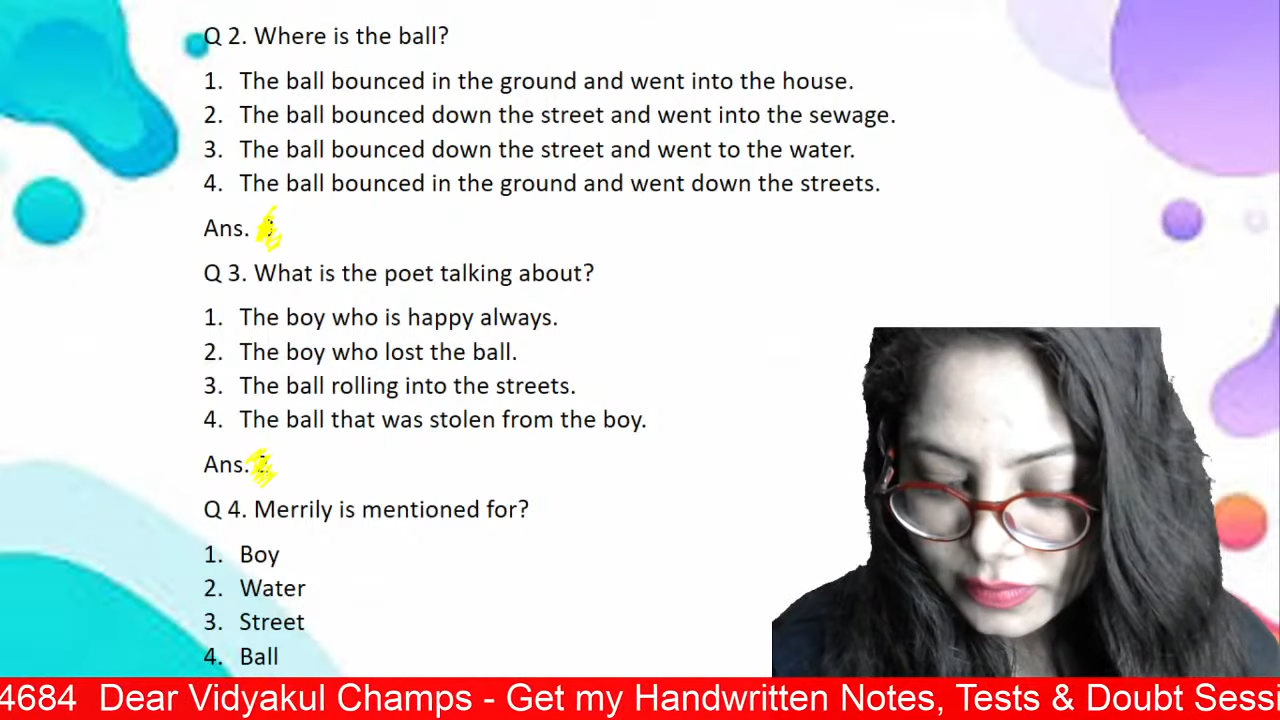 Q 2. Where is the ball?
1. The ball bounced in the ground and went into the house.
2. The ball bounced down the street and went into the sewage.
3. The ball bounced down the street and went to the water.
4. The ball bounced in the ground and went down the streets.
Ans.
Q 3. What is the poet talking about?
1. The boy who is happy always.
2. The boy who lost the ball.
3. The ball rolling into the streets.
4. The ball that was stolen from the boy.
Ans.
Q 4. Merrily is mentioned for?
1. Boy
2. Water
3. Street
4. Ball
4684 Dear Vidyakul Champs - Get my Handwritten Notes, Tests & Doubt Sessi